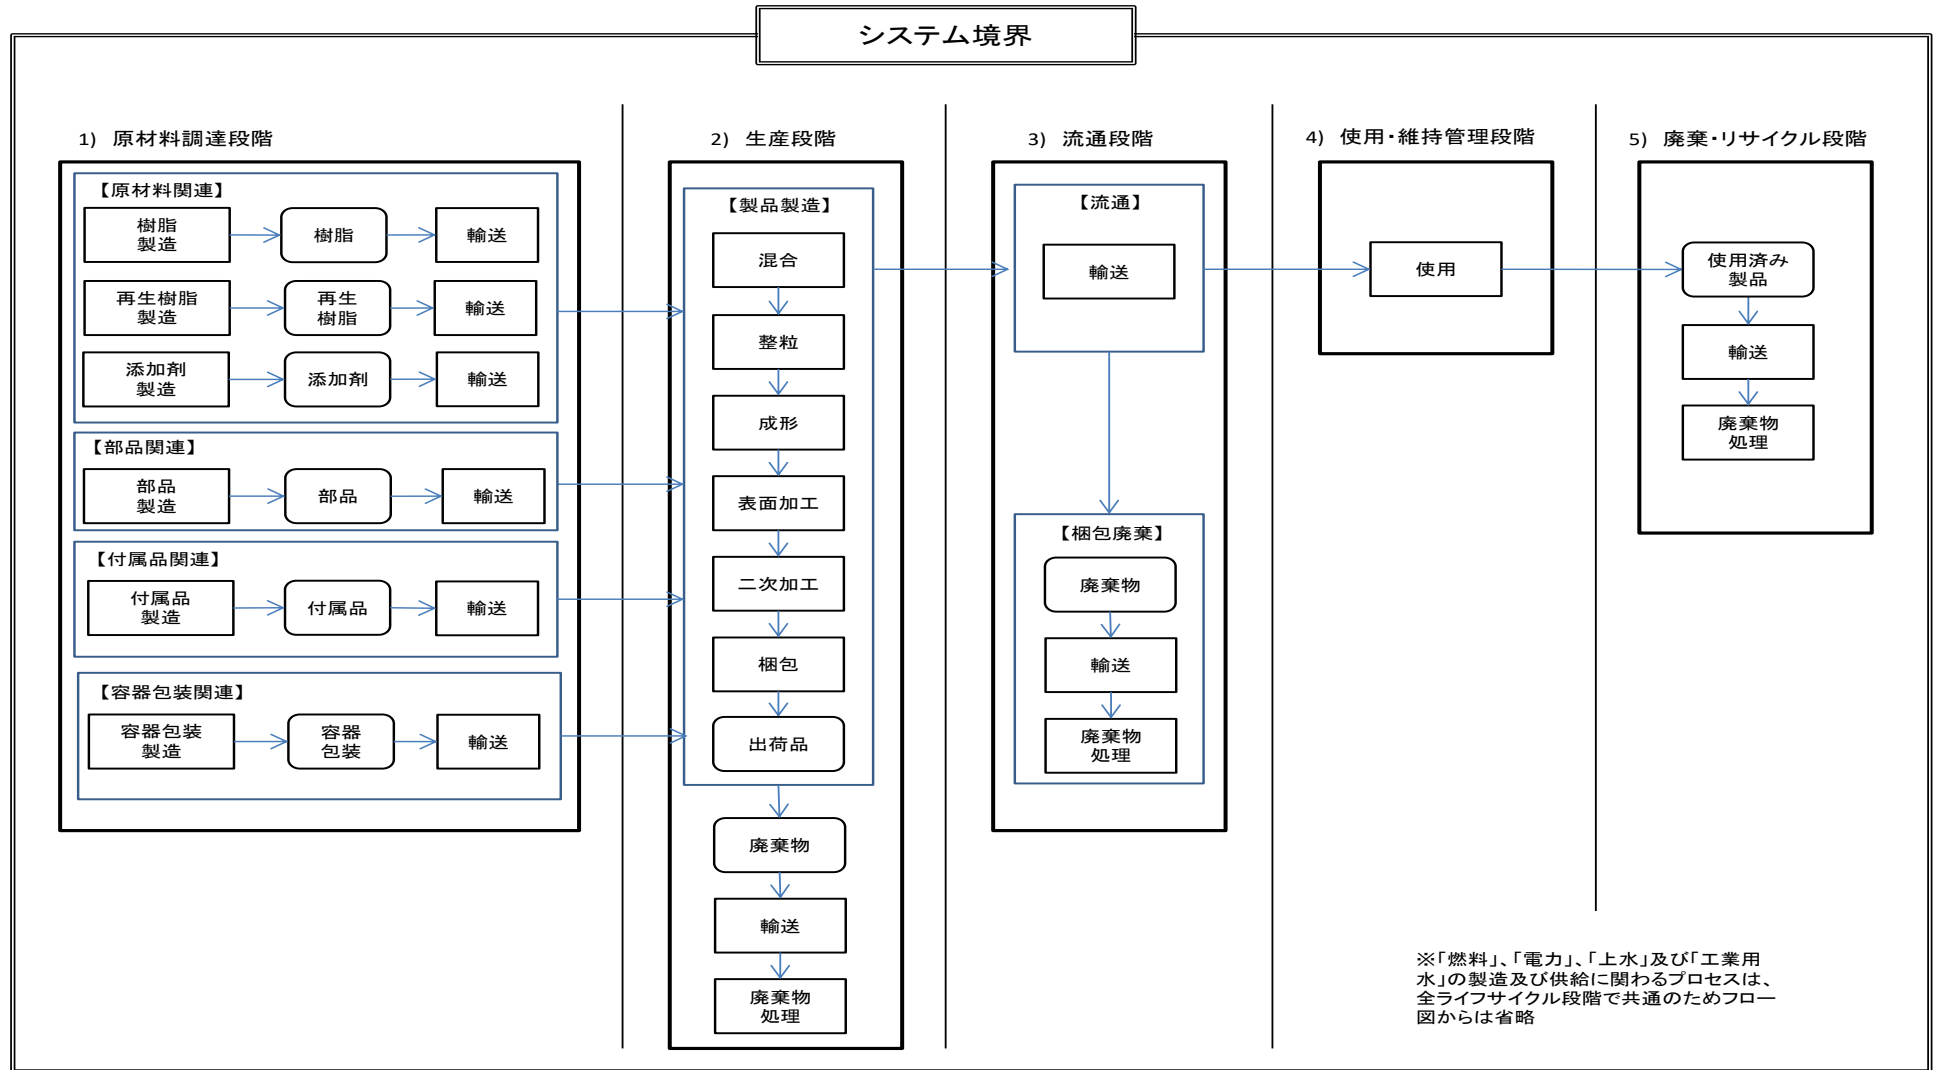 システム境界
1) 原材料調達段階
【原材料関連】
樹脂
製造
樹脂
輸送
再生樹脂
製造
再生
樹脂
輸送
添加剤
製造
添加剤
輸送
【部品関連】
部品
製造
部品
輸送
【付属品関連】
付属品
製造
付属品
輸送
【容器包装関連】
容器包装
製造
容器
包装
輸送
2) 生産段階
【製品製造】
混合
整粒
成形
表面加工
二次加工
梱包
出荷品
廃棄物
輸送
廃棄物
処理
3) 流通段階
【流通】
輸送
【梱包廃棄】
廃棄物
輸送
廃棄物
処理
4) 使用・維持管理段階
使用
5) 廃棄・リサイクル段階
使用済み
製品
輸送
廃棄物
処理
※「燃料」、「電力」、「上水」及び「工業用
水」の製造及び供給に関わるプロセスは、
全ライフサイクル段階で共通のためフロー
図からは省略